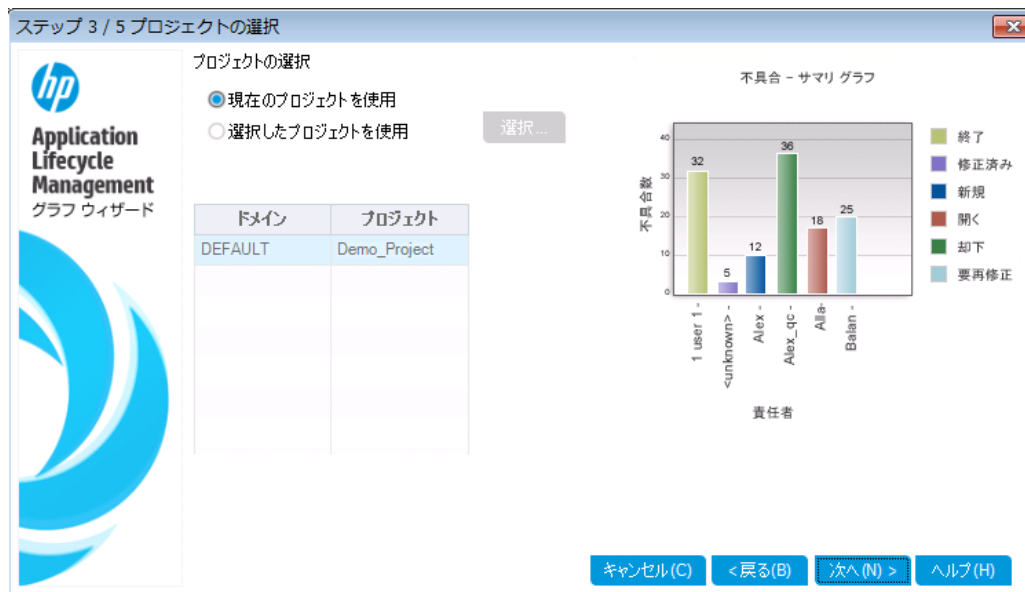 ステップ 3 / 5 プロジェクトの選択
hp
Application
Lifecycle
Management
グラフ ウィザード
プロジェクトの選択
現在のプロジェクトを使用
選択したプロジェクトを使用
選択...
ドメイン プロジェクト
DEFAULT Demo_Project
不具合 - サマリ グラフ
不具合数
40
30
20
10
0
32
5
12
36
18
25
1 user 1 -
<unknown> -
Alex -
Alex_qc -
Alla-
Balan -
責任者
終了
修正済み
新規
開く
却下
要再修正
キャンセル(C) <戻る(B) 次へ(N) > ヘルプ(H)